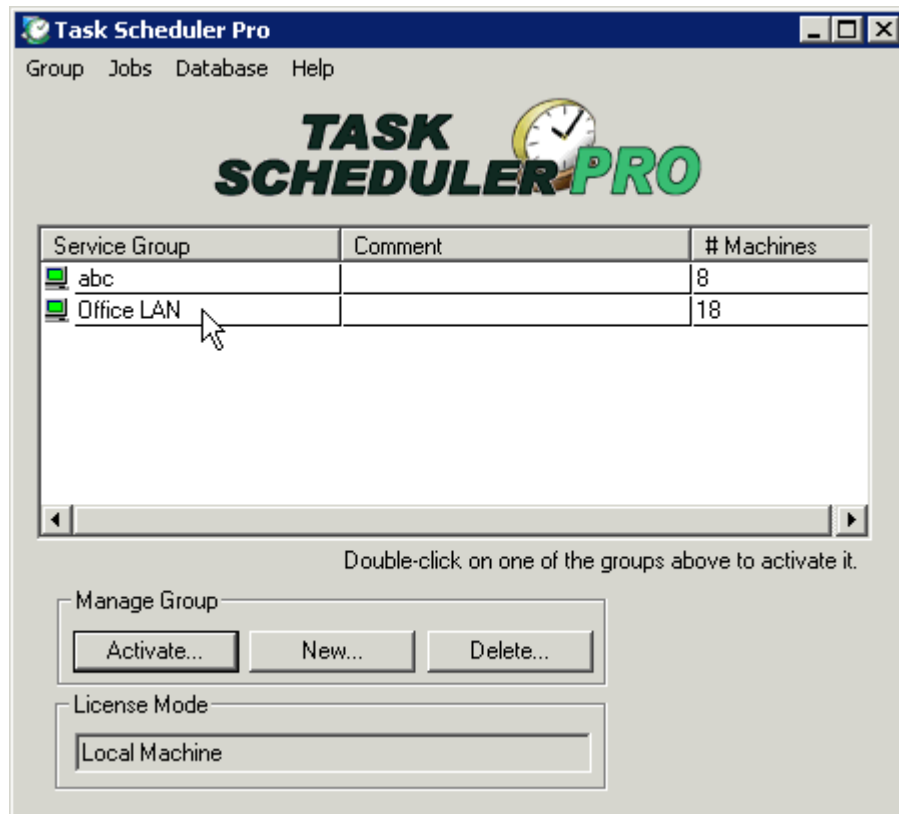 Task Scheduler Pro
Group Jobs Database Help
TASK
SCHEDULER PRO
Service Group Comment # Machines
abc 8
Office LAN 18
Double-click on one of the groups above to activate it.
Manage Group
Activate... New... Delete...
License Mode
Local Machine